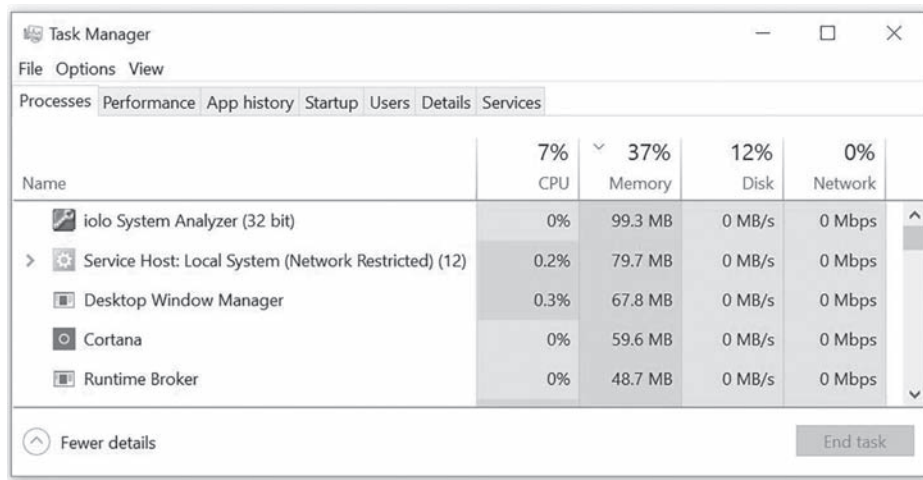 Task Manager
File Options View
Processes Performance App history Startup Users Details Services
7% 37% 12% 0%
Name CPU Memory Disk Network
iolo System Analyzer (32 bit) 0% 99.3 MB 0 MB/s 0 Mbps
Service Host: Local System (Network Restricted) (12) 0.2% 79.7 MB 0 MB/s 0 Mbps
Desktop Window Manager 0.3% 67.8 MB 0 MB/s 0 Mbps
Cortana 0% 59.6 MB 0 MB/s 0 Mbps
Runtime Broker 0% 48.7 MB 0 MB/s 0 Mbps
Fewer details End task